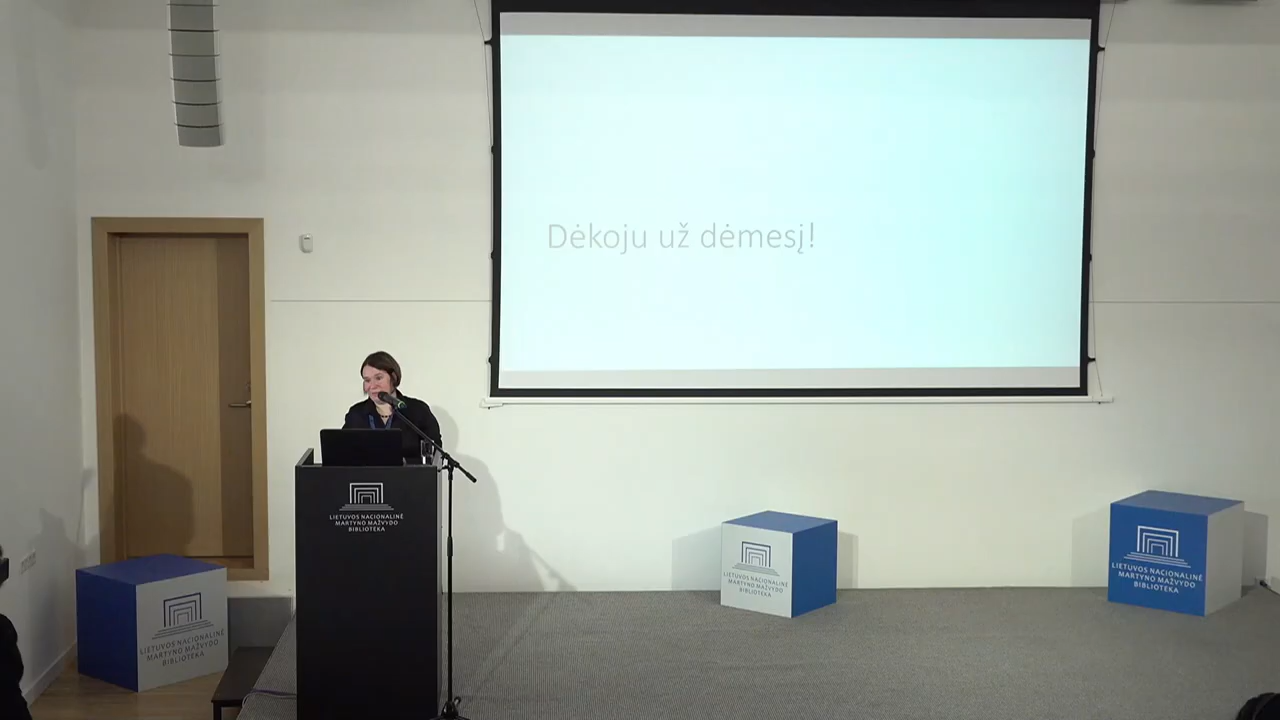 Dėkoju už dėmesį!
LIETUVOS NACIONALINĖ
MARTYNO MAŽVYDO
BIBLIOTEKA
LIETUVOS NACIONALINĖ
MARTYNO MAŽVYDO
BIBLIOTEKA
LIETUVOS NACIONALINĖ
MARTYNO MAŽVYDO
BIBLIOTEKA
LIETUVOS NACIONALINĖ
MARTYNO MAŽVYDO
BIBLIOTEKA